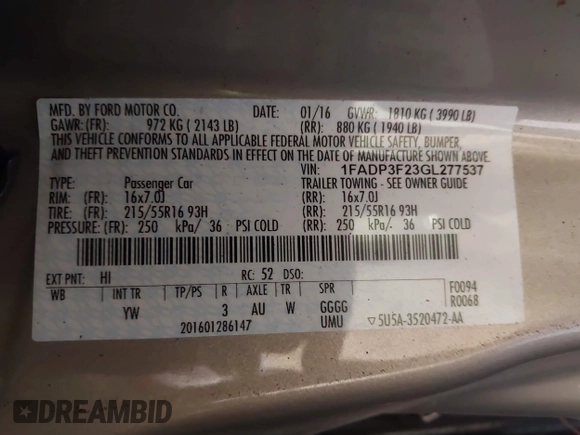 MFD. BY FORD MOTOR CO. DATE: 01/16 GVWR: 1810 KG ( 3990 LB)
GAWR: (FR): 972 KG ( 2143 LB) (RR): 880 KG ( 1940 LB)
THIS VEHICLE CONFORMS TO ALL APPLICABLE FEDERAL MOTOR VEHICLE SAFETY, BUMPER,
AND THEFT PREVENTION STANDARDS IN EFFECT ON THE DATE OF MANUFACTURE SHOWN ABOVE.
VIN: 1FADP3F23GL277537
TYPE: Passenger Car TRAILER TOWING - SEE OWNER GUIDE
RIM: (FR) 16x7.0J (RR) 16x7.0J
TIRE: (FR) 215/55R16 93H (RR) 215/55R16 93H
PRESSURE: (FR) 250 kPa/ 36 PSI COLD (RR) 250 kPa/ 36 PSI COLD
EXT PNT: HI RC: 52 DSO: F0094
WB INT TR TP/PS R AXLE TR SPR R0068
YW 3 AU W GGGG
201601286147 UMU ▽5U5A-3520472-AA
DREAMBID